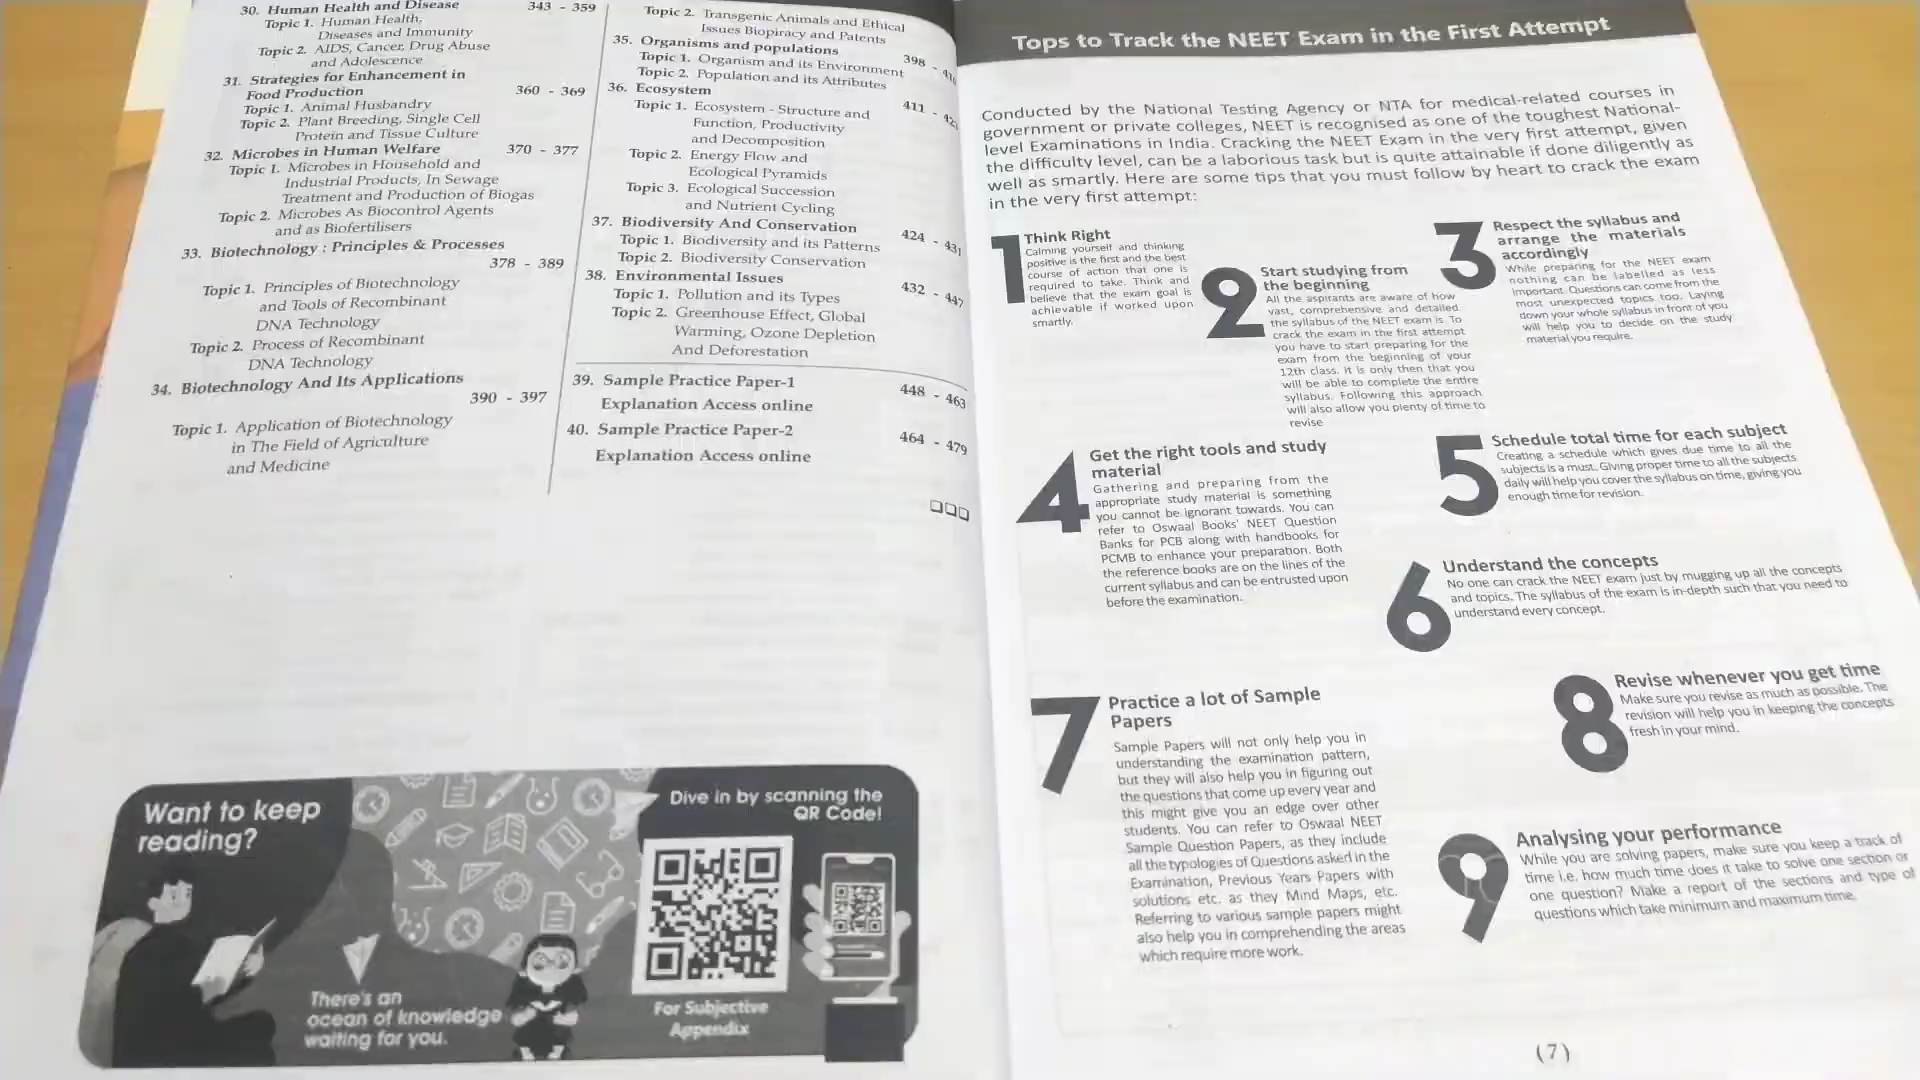 30. Human Health and Disease 343 - 359
Topic 1. Human Health,
Diseases and Immunity
Topic 2. AIDS, Cancer, Drug Abuse
and Adolescence
31. Strategies for Enhancement in
Food Production 360 - 369
Topic 1. Animal Husbandry
Topic 2. Plant Breeding, Single Cell
Protein and Tissue Culture
32. Microbes in Human Welfare 370 - 377
Topic 1. Microbes in Household and
Industrial Products, In Sewage
Treatment and Production of Biogas
Topic 2. Microbes As Biocontrol Agents
and as Biofertilisers
33. Biotechnology : Principles & Processes
378 - 389
Topic 1. Principles of Biotechnology
and Tools of Recombinant
DNA Technology
Topic 2. Process of Recombinant
DNA Technology
34. Biotechnology And Its Applications
390 - 397
Topic 1. Application of Biotechnology
in The Field of Agriculture
and Medicine
Topic 2. Transgenic Animals and Ethical
Issues Biopiracy and Patents
35. Organisms and populations 398 -
Topic 1. Organism and its Environment
Topic 2. Population and its Attributes
36. Ecosystem 411 -
Topic 1. Ecosystem - Structure and
Function, Productivity
and Decomposition
Topic 2. Energy Flow and
Ecological Pyramids
Topic 3. Ecological Succession
and Nutrient Cycling
37. Biodiversity And Conservation 424 - 431
Topic 1. Biodiversity and its Patterns
Topic 2. Biodiversity Conservation
38. Environmental Issues 432 - 447
Topic 1. Pollution and its Types
Topic 2. Greenhouse Effect, Global
Warming, Ozone Depletion
And Deforestation
39. Sample Practice Paper-1 448 - 463
Explanation Access online
40. Sample Practice Paper-2 464 - 479
Explanation Access online
Want to keep
reading?
There's an
ocean of knowledge
waiting for you.
Dive in by scanning the
QR Code!
For Subjective
Appendix
Tops to Track the NEET Exam in the First Attempt
Conducted by the National Testing Agency or NTA for medical-related courses in
government or private colleges, NEET is recognised as one of the toughest National-
level Examinations in India. Cracking the NEET Exam in the very first attempt, given
the difficulty level, can be a laborious task but is quite attainable if done diligently as
well as smartly. Here are some tips that you must follow by heart to crack the exam
in the very first attempt:
1 Think Right
Calming yourself and thinking
positive is the first and the best
course of action that one is
required to take. Think and
believe that the exam goal is
achievable if worked upon
smartly.
2 Start studying from
the beginning
All the aspirants are aware of how
vast, comprehensive and detailed
the syllabus of the NEET exam is. To
crack the exam in the first attempt
you have to start preparing for the
exam from the beginning of your
12th class. It is only then that you
will be able to complete the entire
syllabus. Following this approach
will also allow you plenty of time to
revise
3 Respect the syllabus and
arrange the materials
accordingly
While preparing for the NEET exam
nothing can be labelled as less
important. Questions can come from the
most unexpected topics too. Laying
down your whole syllabus in front of you
will help you to decide on the study
material you require.
4 Get the right tools and study
material
Gathering and preparing from the
appropriate study material is something
you cannot be ignorant towards. You can
refer to Oswaal Books' NEET Question
Banks for PCB along with handbooks for
PCMB to enhance your preparation. Both
the reference books are on the lines of the
current syllabus and can be entrusted upon
before the examination.
5 Schedule total time for each subject
Creating a schedule which gives due time to all the
subjects is a must. Giving proper time to all the subjects
daily will help you cover the syllabus on time, giving you
enough time for revision.
6 Understand the concepts
No one can crack the NEET exam just by mugging up all the concepts
and topics. The syllabus of the exam is in-depth such that you need to
understand every concept.
7 Practice a lot of Sample
Papers
Sample Papers will not only help you in
understanding the examination pattern,
but they will also help you in figuring out
the questions that come up every year and
this might give you an edge over other
students. You can refer to Oswaal NEET
Sample Question Papers, as they include
all the typologies of Questions asked in the
Examination, Previous Years Papers with
solutions etc. as they Mind Maps, etc.
Referring to various sample papers might
also help you in comprehending the areas
which require more work.
8 Revise whenever you get time
Make sure you revise as much as possible. The
revision will help you in keeping the concepts
fresh in your mind.
9 Analysing your performance
While you are solving papers, make sure you keep a track of
time i.e. how much time does it take to solve one section or
one question? Make a report of the sections and type of
questions which take minimum and maximum time.
(7)